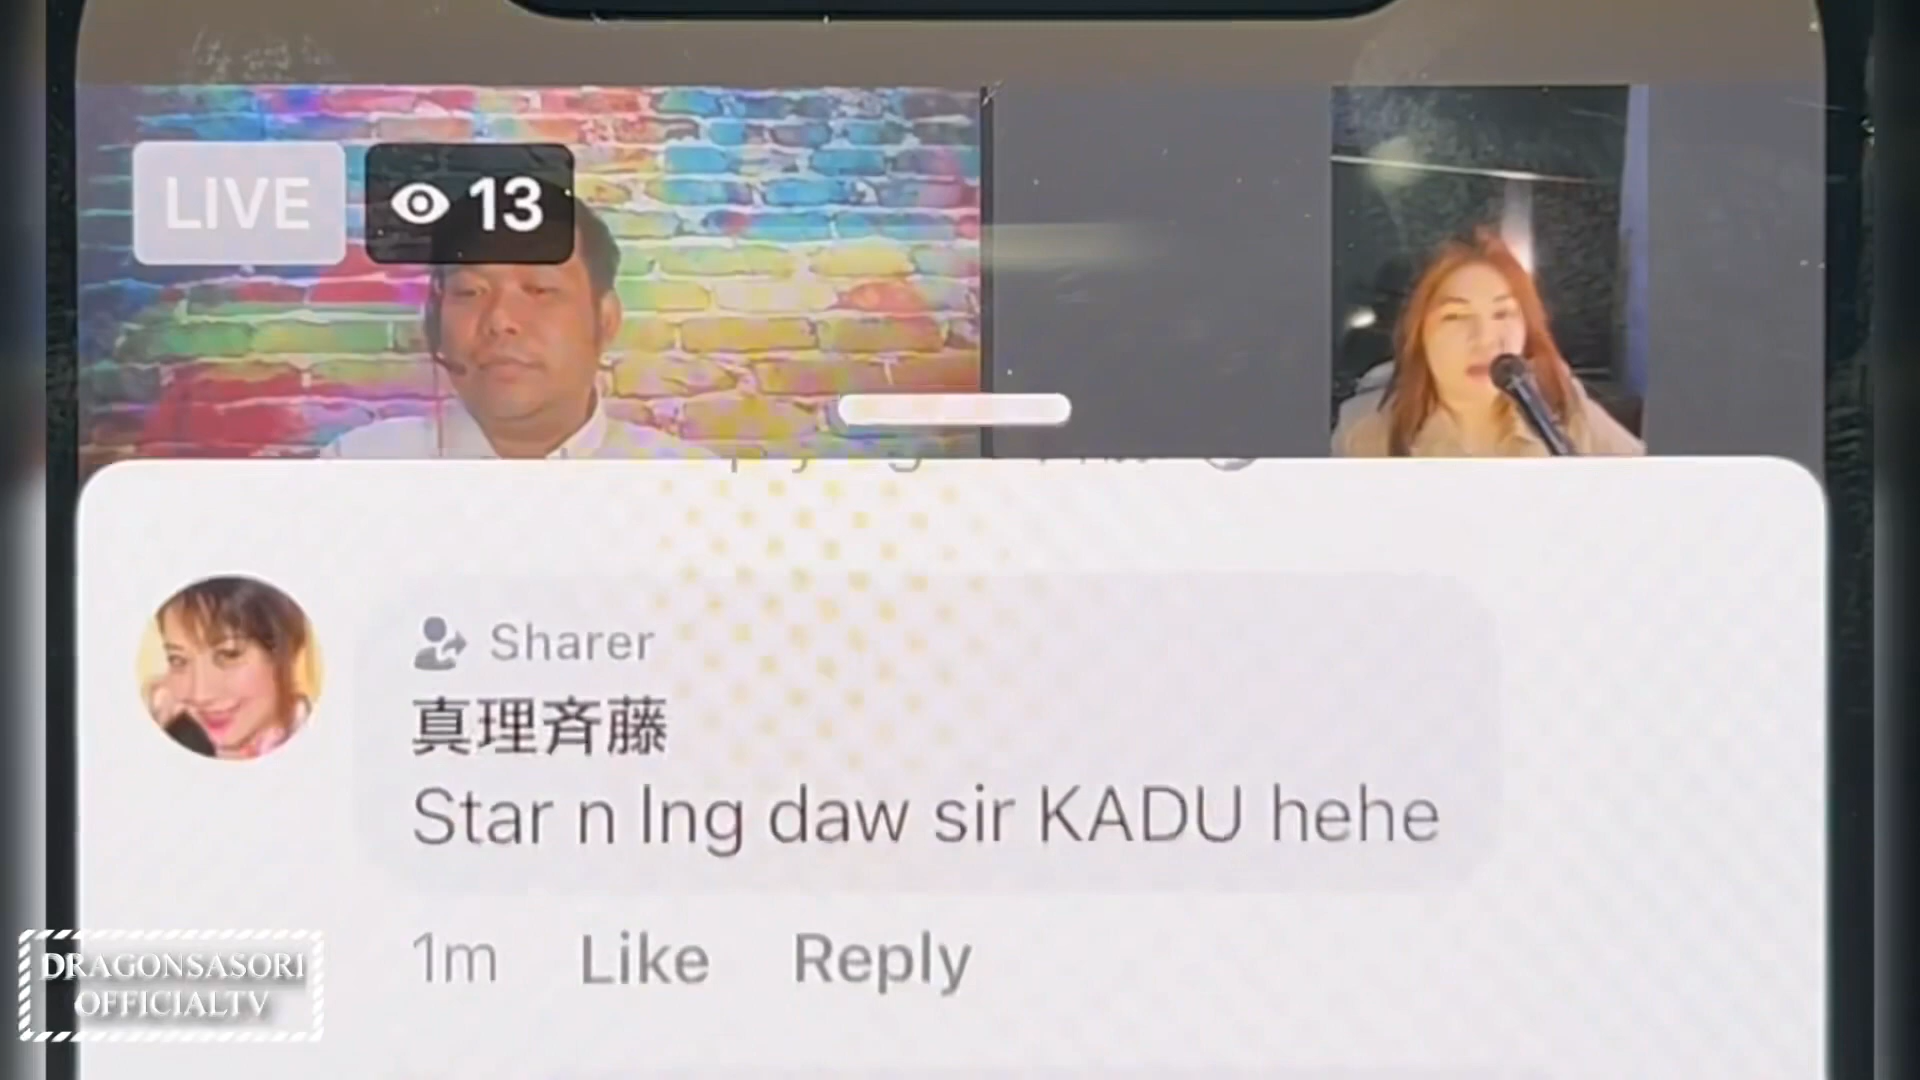 LIVE
13
Sharer
真理斉藤
Star n lng daw sir KADU hehe
1m Like Reply
DRAGONSASORI
OFFICIALTV